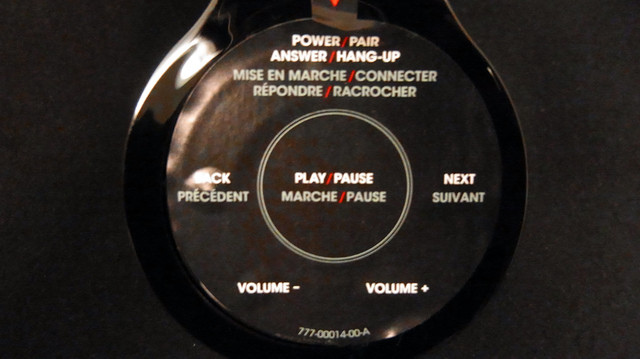 POWER/PAIR
ANSWER/HANG-UP
MISE EN MARCHE/CONNECTER
RÉPONDRE/RACROCHER
BACK
PRÉCÉDENT
PLAY/PAUSE
MARCHE/PAUSE
NEXT
SUIVANT
VOLUME – VOLUME +
777-00014-00-A